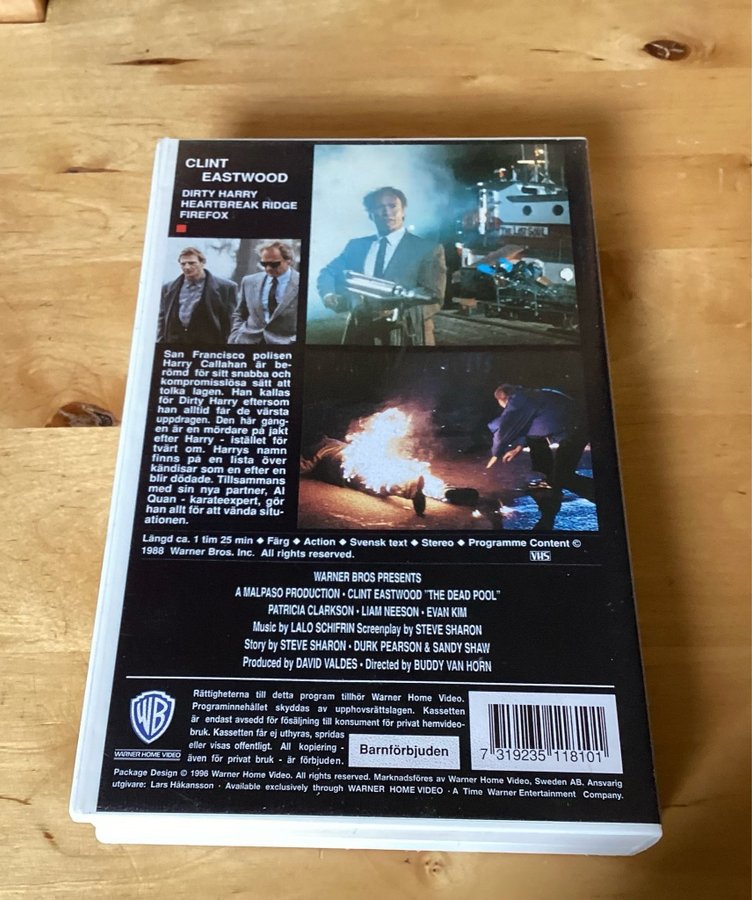 CLINT
EASTWOOD
DIRTY HARRY
HEARTBREAK RIDGE
FIREFOX
San Francisco polisen
Harry Callahan är be-
römd för sitt snabba och
kompromisslösa sätt att
tolka lagen. Han kallas
för Dirty Harry eftersom
han alltid får de värsta
uppdragen. Den här gång-
en är en mördare på jakt
efter Harry - istället för
tvärt om. Harrys namn
finns på en lista över
kändisar som en efter en
blir dödade. Tillsammans
med sin nya partner, Al
Quan - karateexpert, gör
han allt för att vända situ-
ationen.
Längd ca. 1 tim 25 min ◆ Färg ◆ Action ◆ Svensk text ◆ Stereo ◆ Programme Content ©
1988 Warner Bros. Inc. All rights reserved.
VHS
WARNER BROS PRESENTS
A MALPASO PRODUCTION · CLINT EASTWOOD "THE DEAD POOL"
PATRICIA CLARKSON · LIAM NEESON · EVAN KIM
Music by LALO SCHIFRIN Screenplay by STEVE SHARON
Story by STEVE SHARON · DURK PEARSON & SANDY SHAW
Produced by DAVID VALDES · Directed by BUDDY VAN HORN
WB
WARNER HOME VIDEO
Rättigheterna till detta program tillhör Warner Home Video.
Programinnehållet skyddas av upphovsrättslagen. Kassetten
är endast avsedd för fösäljning till konsument för privat hemvideo-
bruk. Kassetten får ej uthyras, spridas
eller visas offentligt. All kopiering -
även för privat bruk - är förbjuden.
Barnförbjuden
7 319235 118101
Package Design © 1996 Warner Home Video. All rights reserved. Marknadsföres av Warner Home Video, Sweden AB. Ansvarig
utgivare: Lars Håkansson · Available exclusively through WARNER HOME VIDEO · A Time Warner Entertainment Company.